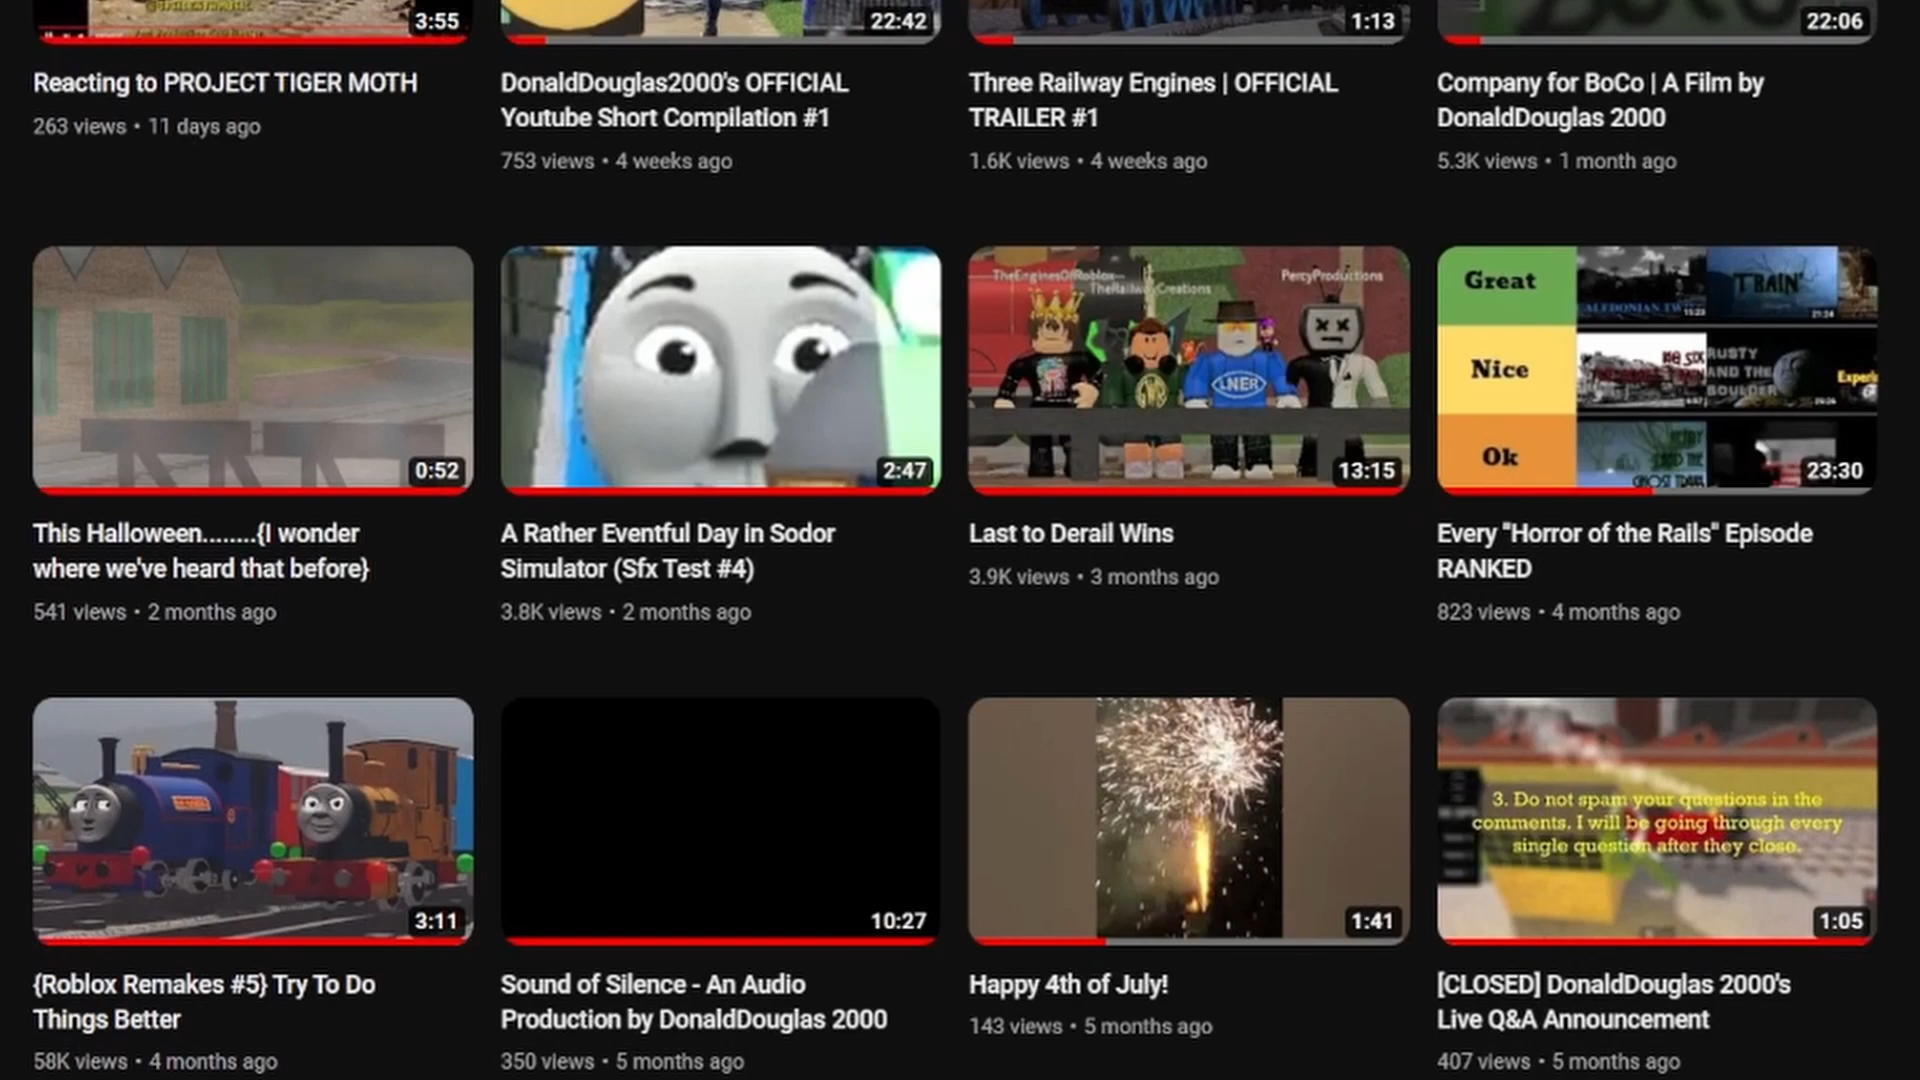 3:55
22:42
1:13
22:06
Reacting to PROJECT TIGER MOTH
263 views • 11 days ago
DonaldDouglas2000's OFFICIAL
Youtube Short Compilation #1
753 views • 4 weeks ago
Three Railway Engines | OFFICIAL
TRAILER #1
1.6K views • 4 weeks ago
Company for BoCo | A Film by
DonaldDouglas 2000
5.3K views • 1 month ago
0:52
2:47
TheEnginesOfRoblox
TheRailwayCreations
PercyProductions
LNER
13:15
Great
Nice
Ok
TRAIN
RUSTY
AND THE
BOULDER
GHOST TRAIN
23:30
This Halloween........{I wonder
where we've heard that before}
541 views • 2 months ago
A Rather Eventful Day in Sodor
Simulator (Sfx Test #4)
3.8K views • 2 months ago
Last to Derail Wins
3.9K views • 3 months ago
Every "Horror of the Rails" Episode
RANKED
823 views • 4 months ago
3:11
10:27
1:41
3. Do not spam your questions in the
comments. I will be going through every
single question after they close.
1:05
{Roblox Remakes #5} Try To Do
Things Better
58K views • 4 months ago
Sound of Silence - An Audio
Production by DonaldDouglas 2000
350 views • 5 months ago
Happy 4th of July!
143 views • 5 months ago
[CLOSED] DonaldDouglas 2000's
Live Q&A Announcement
407 views • 5 months ago